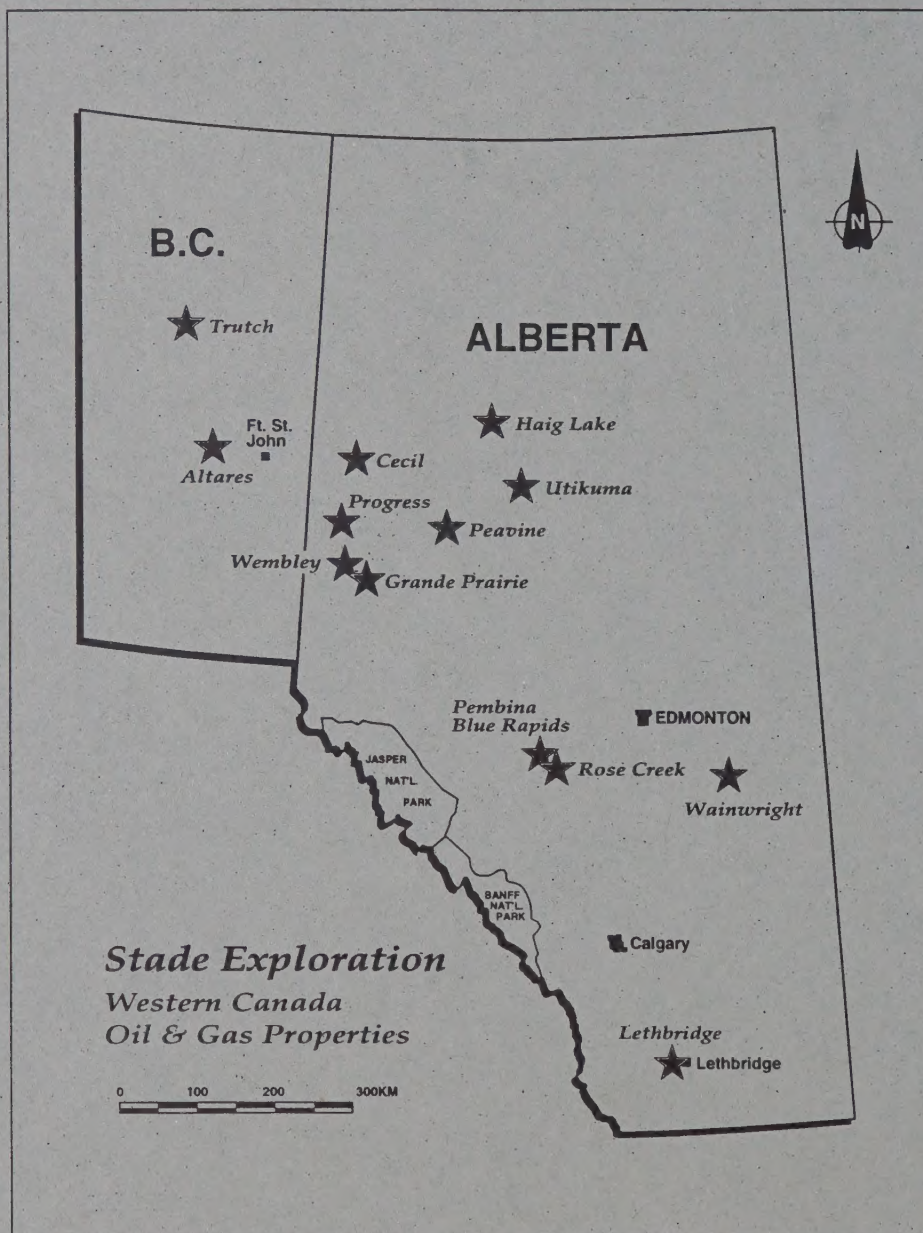 B.C.
N
Trutch
ALBERTA
Haig Lake
Ft. St.
John
Altares
Cecil
Utikuma
Progress
Peavine
Wembley
Grande Prairie
Pembina
Blue Rapids
EDMONTON
Rose Creek
Wainwright
JASPER
NAT'L.
PARK
BANFF
NAT'L.
PARK
Calgary
Stade Exploration
Western Canada
Oil & Gas Properties
Lethbridge
Lethbridge
0 100 200 300KM